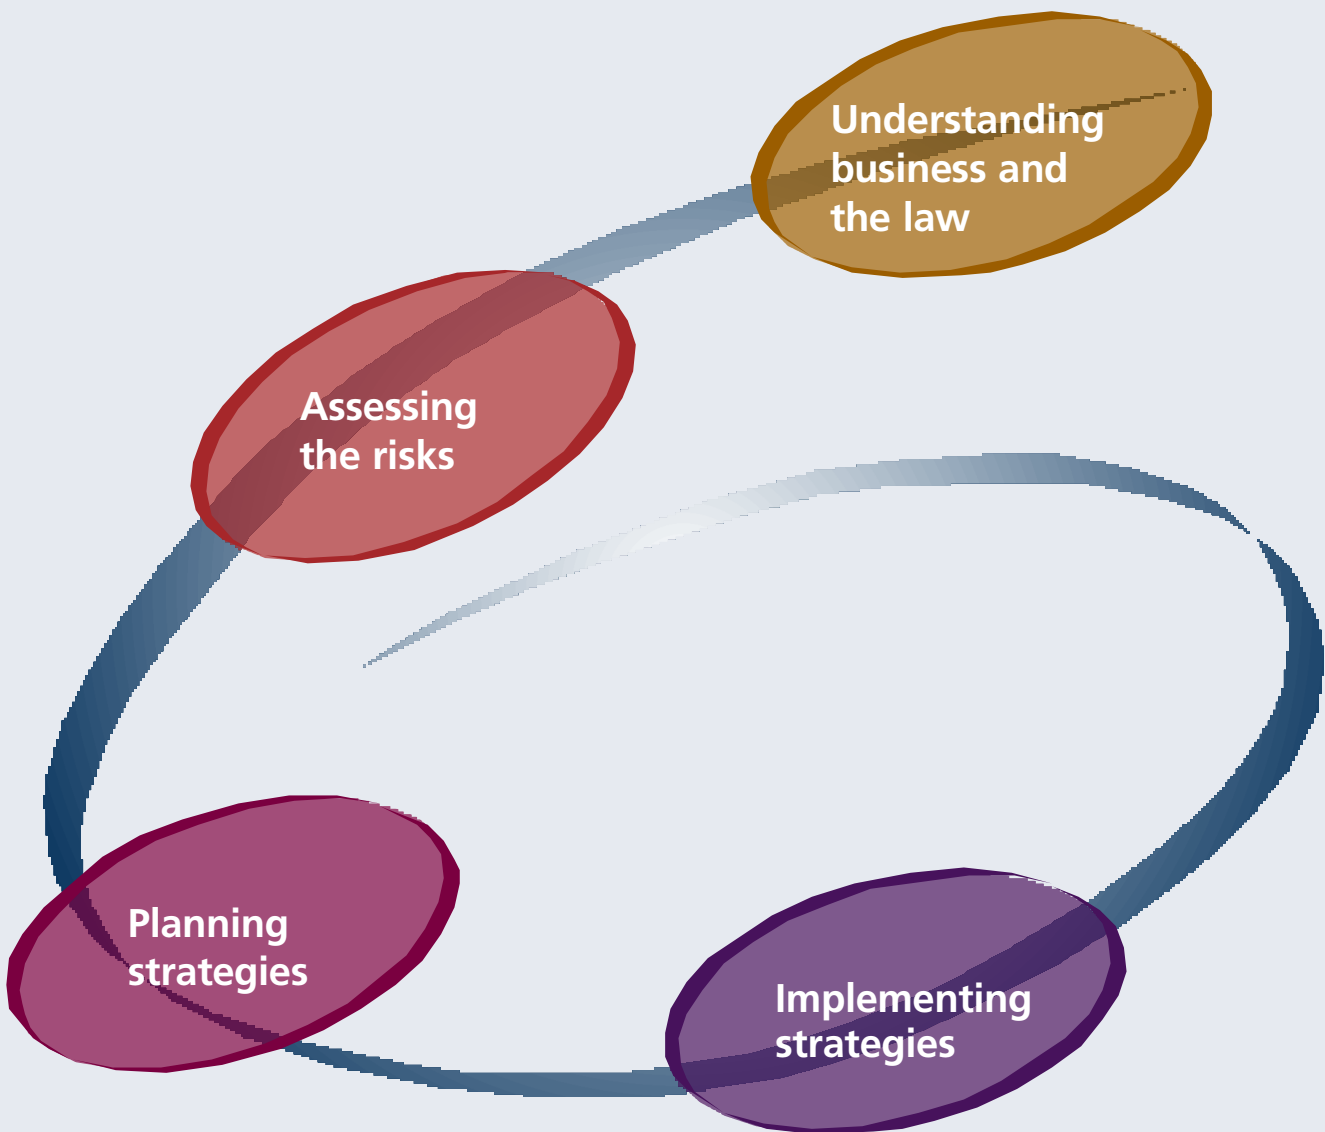 Understanding
business and
the law
Assessing
the risks
Planning
strategies
Implementing
strategies